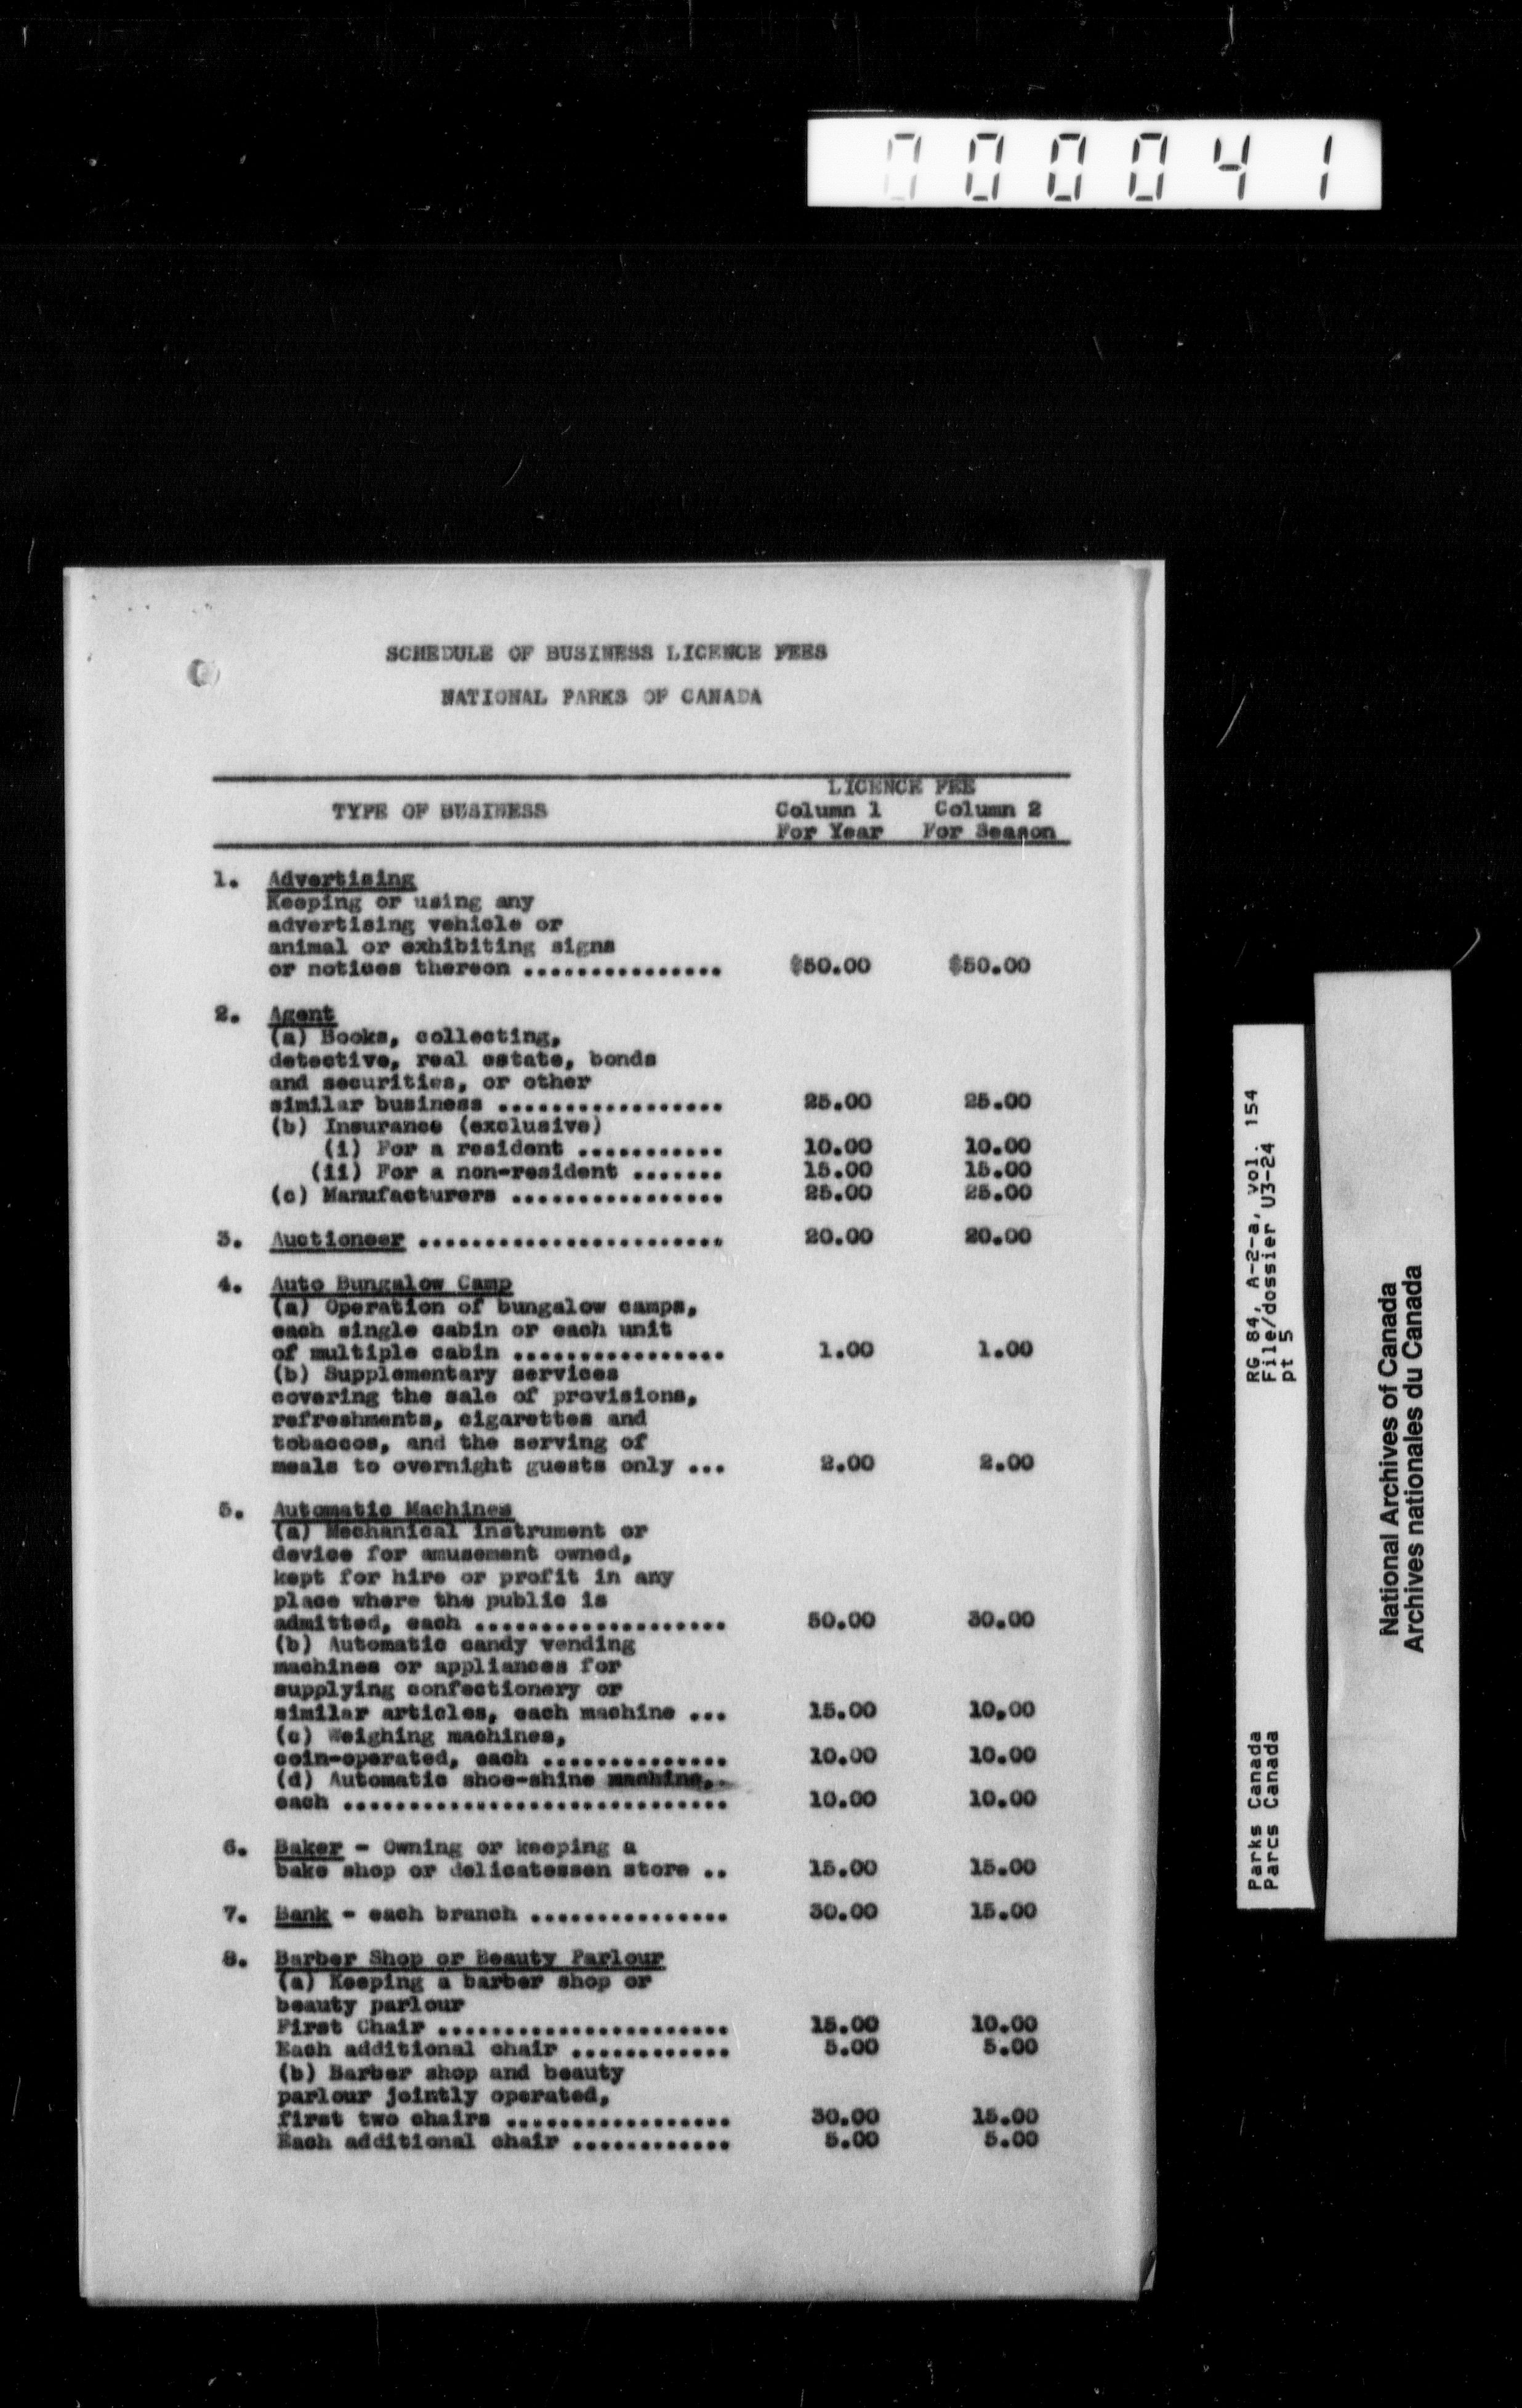 000041
SCHEDULE OF BUSINESS LICENCE FEES
NATIONAL PARKS OF CANADA
LICENCE FEE
TYPE OF BUSINESS Column 1 Column 2
For Year For Season
1. Advertising
Keeping or using any
advertising vehicle or
animal or exhibiting signs
or notices thereon ............... $50.00 $50.00
2. Agent
(a) Books, collecting,
detective, real estate, bonds
and securities, or other
similar business ................. 25.00 25.00
(b) Insurance (exclusive)
(i) For a resident ........... 10.00 10.00
(ii) For a non-resident ....... 15.00 15.00
(c) Manufacturers ................ 25.00 25.00
3. Auctioneer ....................... 20.00 20.00
4. Auto Bungalow Camp
(a) Operation of bungalow camps,
each single cabin or each unit
of multiple cabin ................ 1.00 1.00
(b) Supplementary services
covering the sale of provisions,
refreshments, cigarettes and
tobaccos, and the serving of
meals to overnight guests only ... 2.00 2.00
5. Automatic Machines
(a) Mechanical instrument or
device for amusement owned,
kept for hire or profit in any
place where the public is
admitted, each ................... 50.00 30.00
(b) Automatic candy vending
machines or appliances for
supplying confectionery or
similar articles, each machine ... 15.00 10.00
(c) Weighing machines,
coin-operated, each .............. 10.00 10.00
(d) Automatic shoe-shine machine,
each ............................. 10.00 10.00
6. Baker - Owning or keeping a
bake shop or delicatessen store .. 15.00 15.00
7. Bank - each branch ............... 30.00 15.00
8. Barber Shop or Beauty Parlour
(a) Keeping a barber shop or
beauty parlour
First Chair ...................... 15.00 10.00
Each additional chair ............ 5.00 5.00
(b) Barber shop and beauty
parlour jointly operated,
first two chairs ................. 30.00 15.00
Each additional chair ............ 5.00 5.00
Parks Canada RG 84, A-2-a, vol. 154
Parcs Canada File/dossier U3-24
pt 5
National Archives of Canada
Archives nationales du Canada